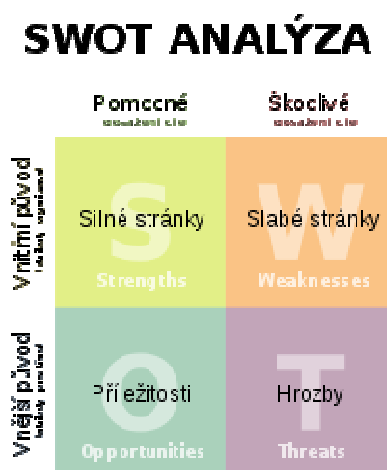 SWOT ANALÝZA
Pomocné
Škodlivé
Vnitřní původ
S
Silné stránky
Strengths
W
Slabé stránky
Weaknesses
Vnější původ
O
Příležitosti
Opportunities
T
Hrozby
Threats